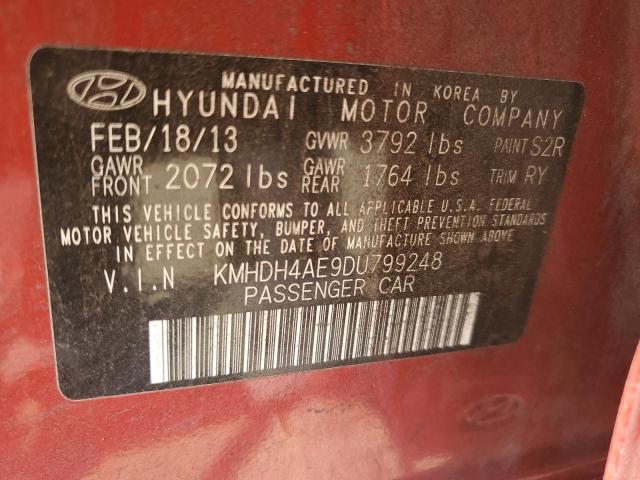 MANUFACTURED IN KOREA BY
HYUNDAI MOTOR COMPANY
FEB/18/13 GVWR 3792 lbs PAINT S2R
GAWR FRONT 2072 lbs GAWR REAR 1764 lbs TRIM RY
THIS VEHICLE CONFORMS TO ALL APPLICABLE U.S.A. FEDERAL
MOTOR VEHICLE SAFETY, BUMPER, AND THEFT PREVENTION STANDARDS
IN EFFECT ON THE DATE OF MANUFACTURE SHOWN ABOVE.
V.I.N KMHDH4AE9DU799248
PASSENGER CAR